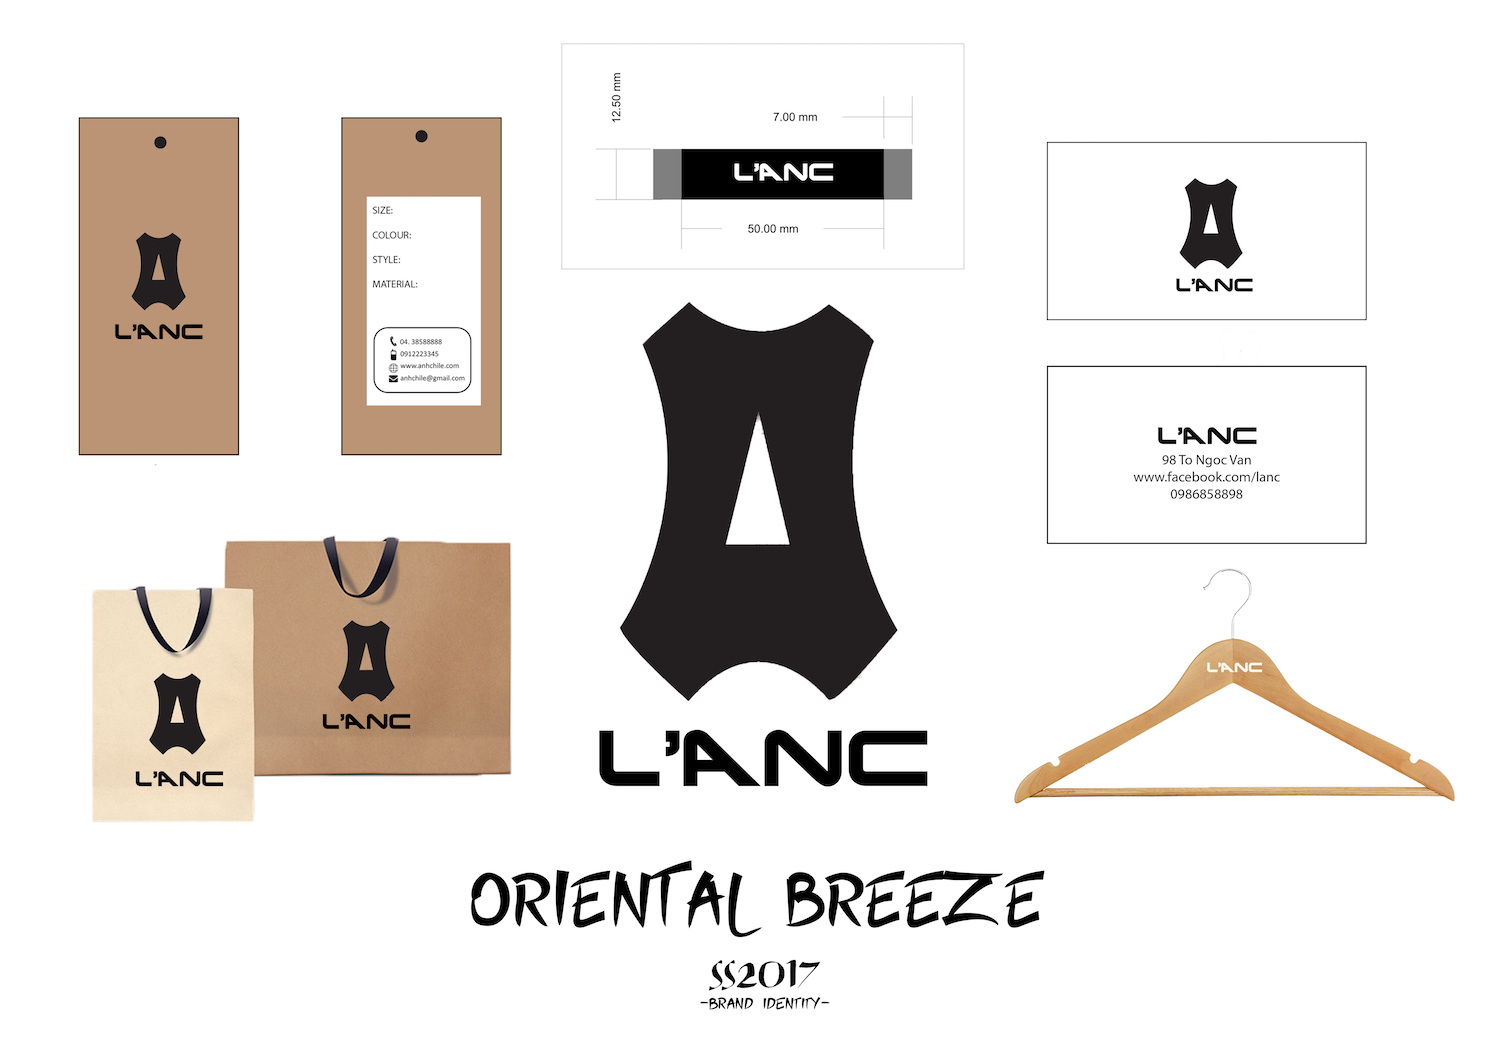 L'ANC
SIZE:
COLOUR:
STYLE:
MATERIAL:
04. 38588888
0912223345
www.anhchile.com
anhchile@gmail.com
12.50 mm
7.00 mm
L'ANC
50.00 mm
L'ANC
L'ANC
98 To Ngoc Van
www.facebook.com/lanc
0986858898
L'ANC
L'ANC
L'ANC
L'ANC
ORIENTAL BREEZE
SS2017
-BRAND IDENTITY-